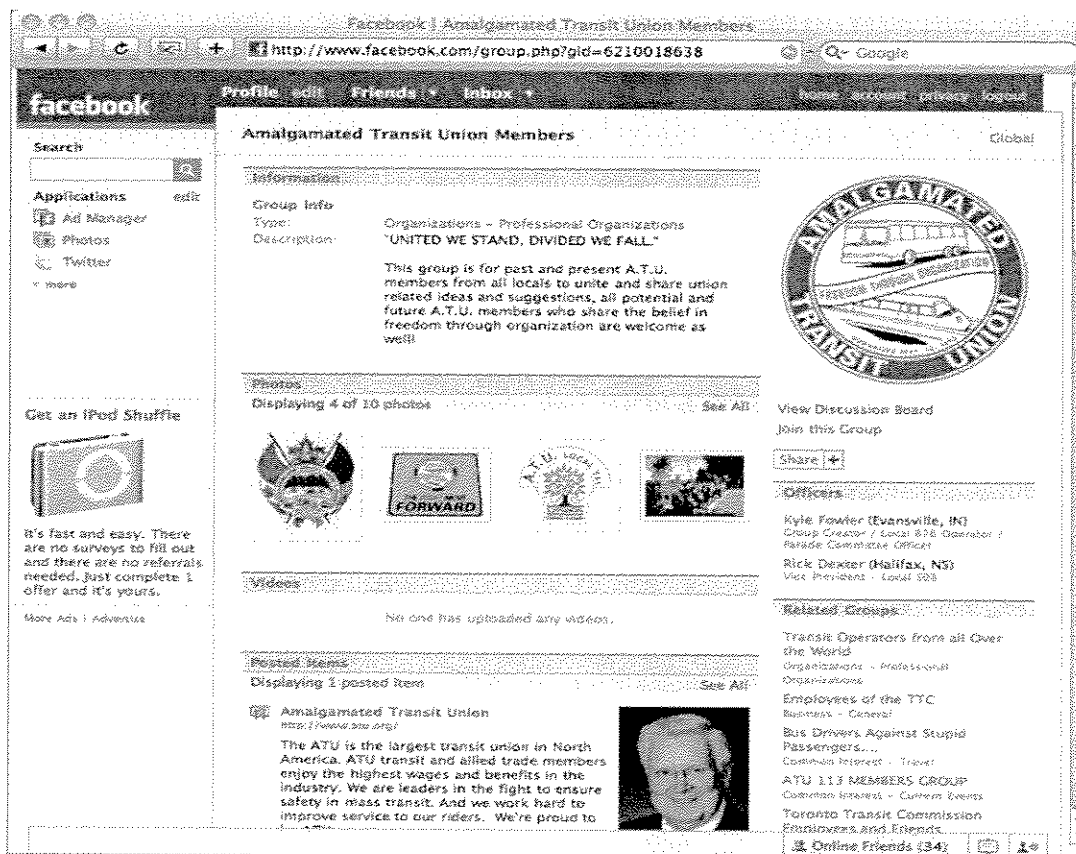 Facebook | Amalgamated Transit Union Members
http://www.facebook.com/group.php?gid=6210018638
Google
facebook
Profile edit Friends Inbox
home account privacy logout
Search
Applications edit
Ad Manager
Photos
Twitter
more
Get an iPod Shuffle
It's fast and easy. There
are no surveys to fill out
and there are no referrals
needed. Just complete 1
offer and it's yours.
More Ads | Advertise
Amalgamated Transit Union Members
Global
Information
Group Info
Type: Organizations - Professional Organizations
Description: "UNITED WE STAND, DIVIDED WE FALL."
This group is for past and present A.T.U.
members from all locals to unite and share union
related ideas and suggestions, all potential and
future A.T.U. members who share the belief in
freedom through organization are welcome as
well!
Photos
Displaying 4 of 10 photos See All
FORWARD
A.T.U. LOCAL
Videos
No one has uploaded any videos.
Posted Items
Displaying 1 posted item See All
Amalgamated Transit Union
http://www.atu.org/
The ATU is the largest transit union in North
America. ATU transit and allied trade members
enjoy the highest wages and benefits in the
industry. We are leaders in the fight to ensure
safety in mass transit. And we work hard to
improve service to our riders. We're proud to
AMALGAMATED
FREEDOM THROUGH ORGANIZATION
TRANSIT UNION
View Discussion Board
Join this Group
Share +
Officers
Kyle Fowler (Evansville, IN)
Group Creator / Local 828 Operator /
Parade Committee Officer
Rick Dexter (Halifax, NS)
Vice President - Local 508
Related Groups
Transit Operators from all Over
the World
Organizations - Professional
Organizations
Employees of the TTC
Business - General
Bus Drivers Against Stupid
Passengers....
Common Interest - Travel
ATU 113 MEMBERS GROUP
Common Interest - Current Events
Toronto Transit Commission
Employees and Friends
Online Friends (34)